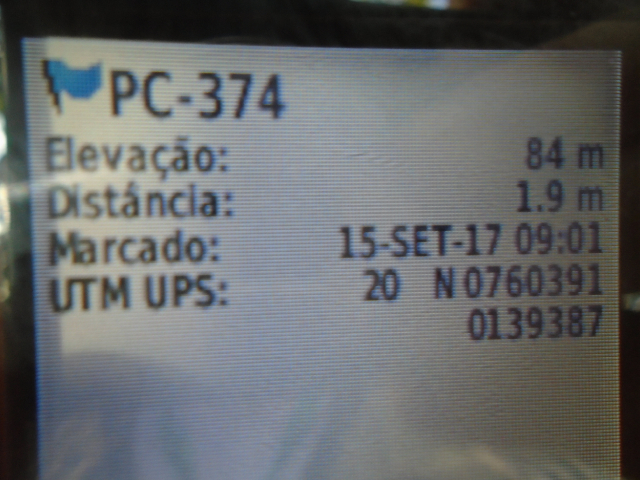 PC-374
Elevação: 84 m
Distância: 1.9 m
Marcado: 15-SET-17 09:01
UTM UPS: 20 N 0760391
0139387